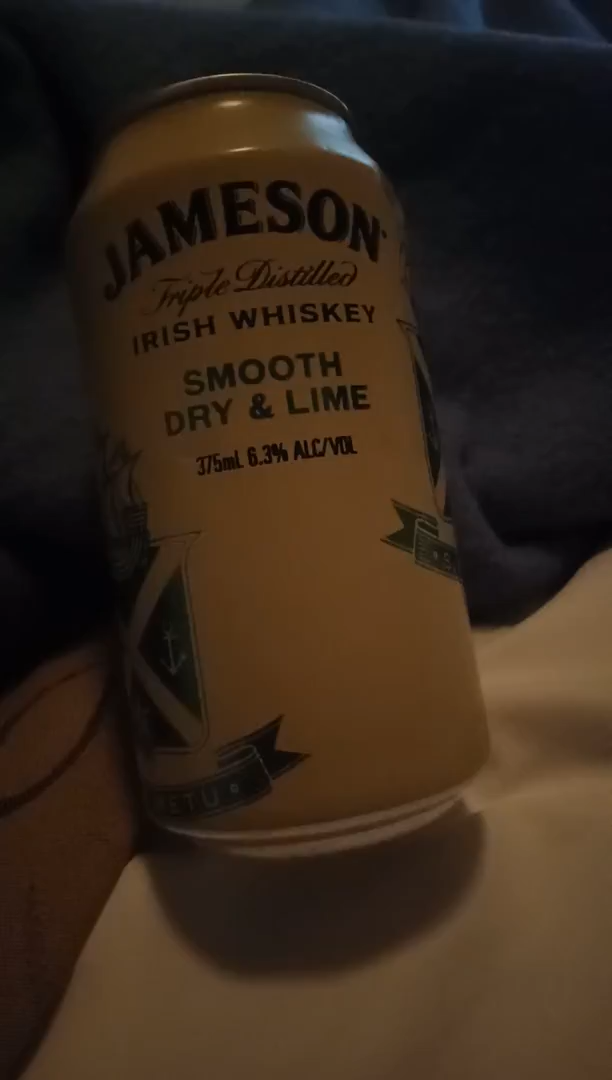 JAMESON
Triple Distilled
IRISH WHISKEY
SMOOTH
DRY & LIME
375mL 6.3% ALC/VOL